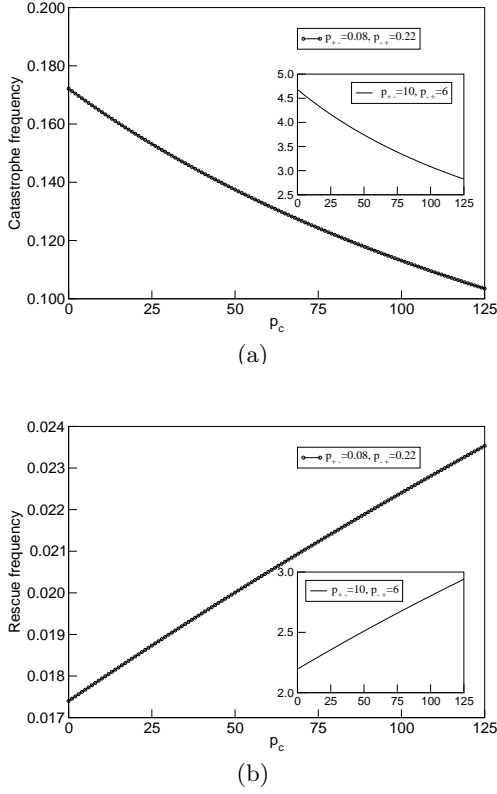 0.200
0.180
0.160
0.140
0.120
0.100
Catastrophe frequency
p+-=0.08, p-+=0.22
5.0
4.5
4.0
3.5
3.0
2.5
p+-=10, p-+=6
0 25 50 75 100 125
0 25 50 75 100 125
pc
(a)
0.024
0.023
0.022
0.021
0.020
0.019
0.018
0.017
Rescue frequency
p+-=0.08, p-+=0.22
3.0
2.5
2.0
p+-=10, p-+=6
0 25 50 75 100 125
0 25 50 75 100 125
pc
(b)